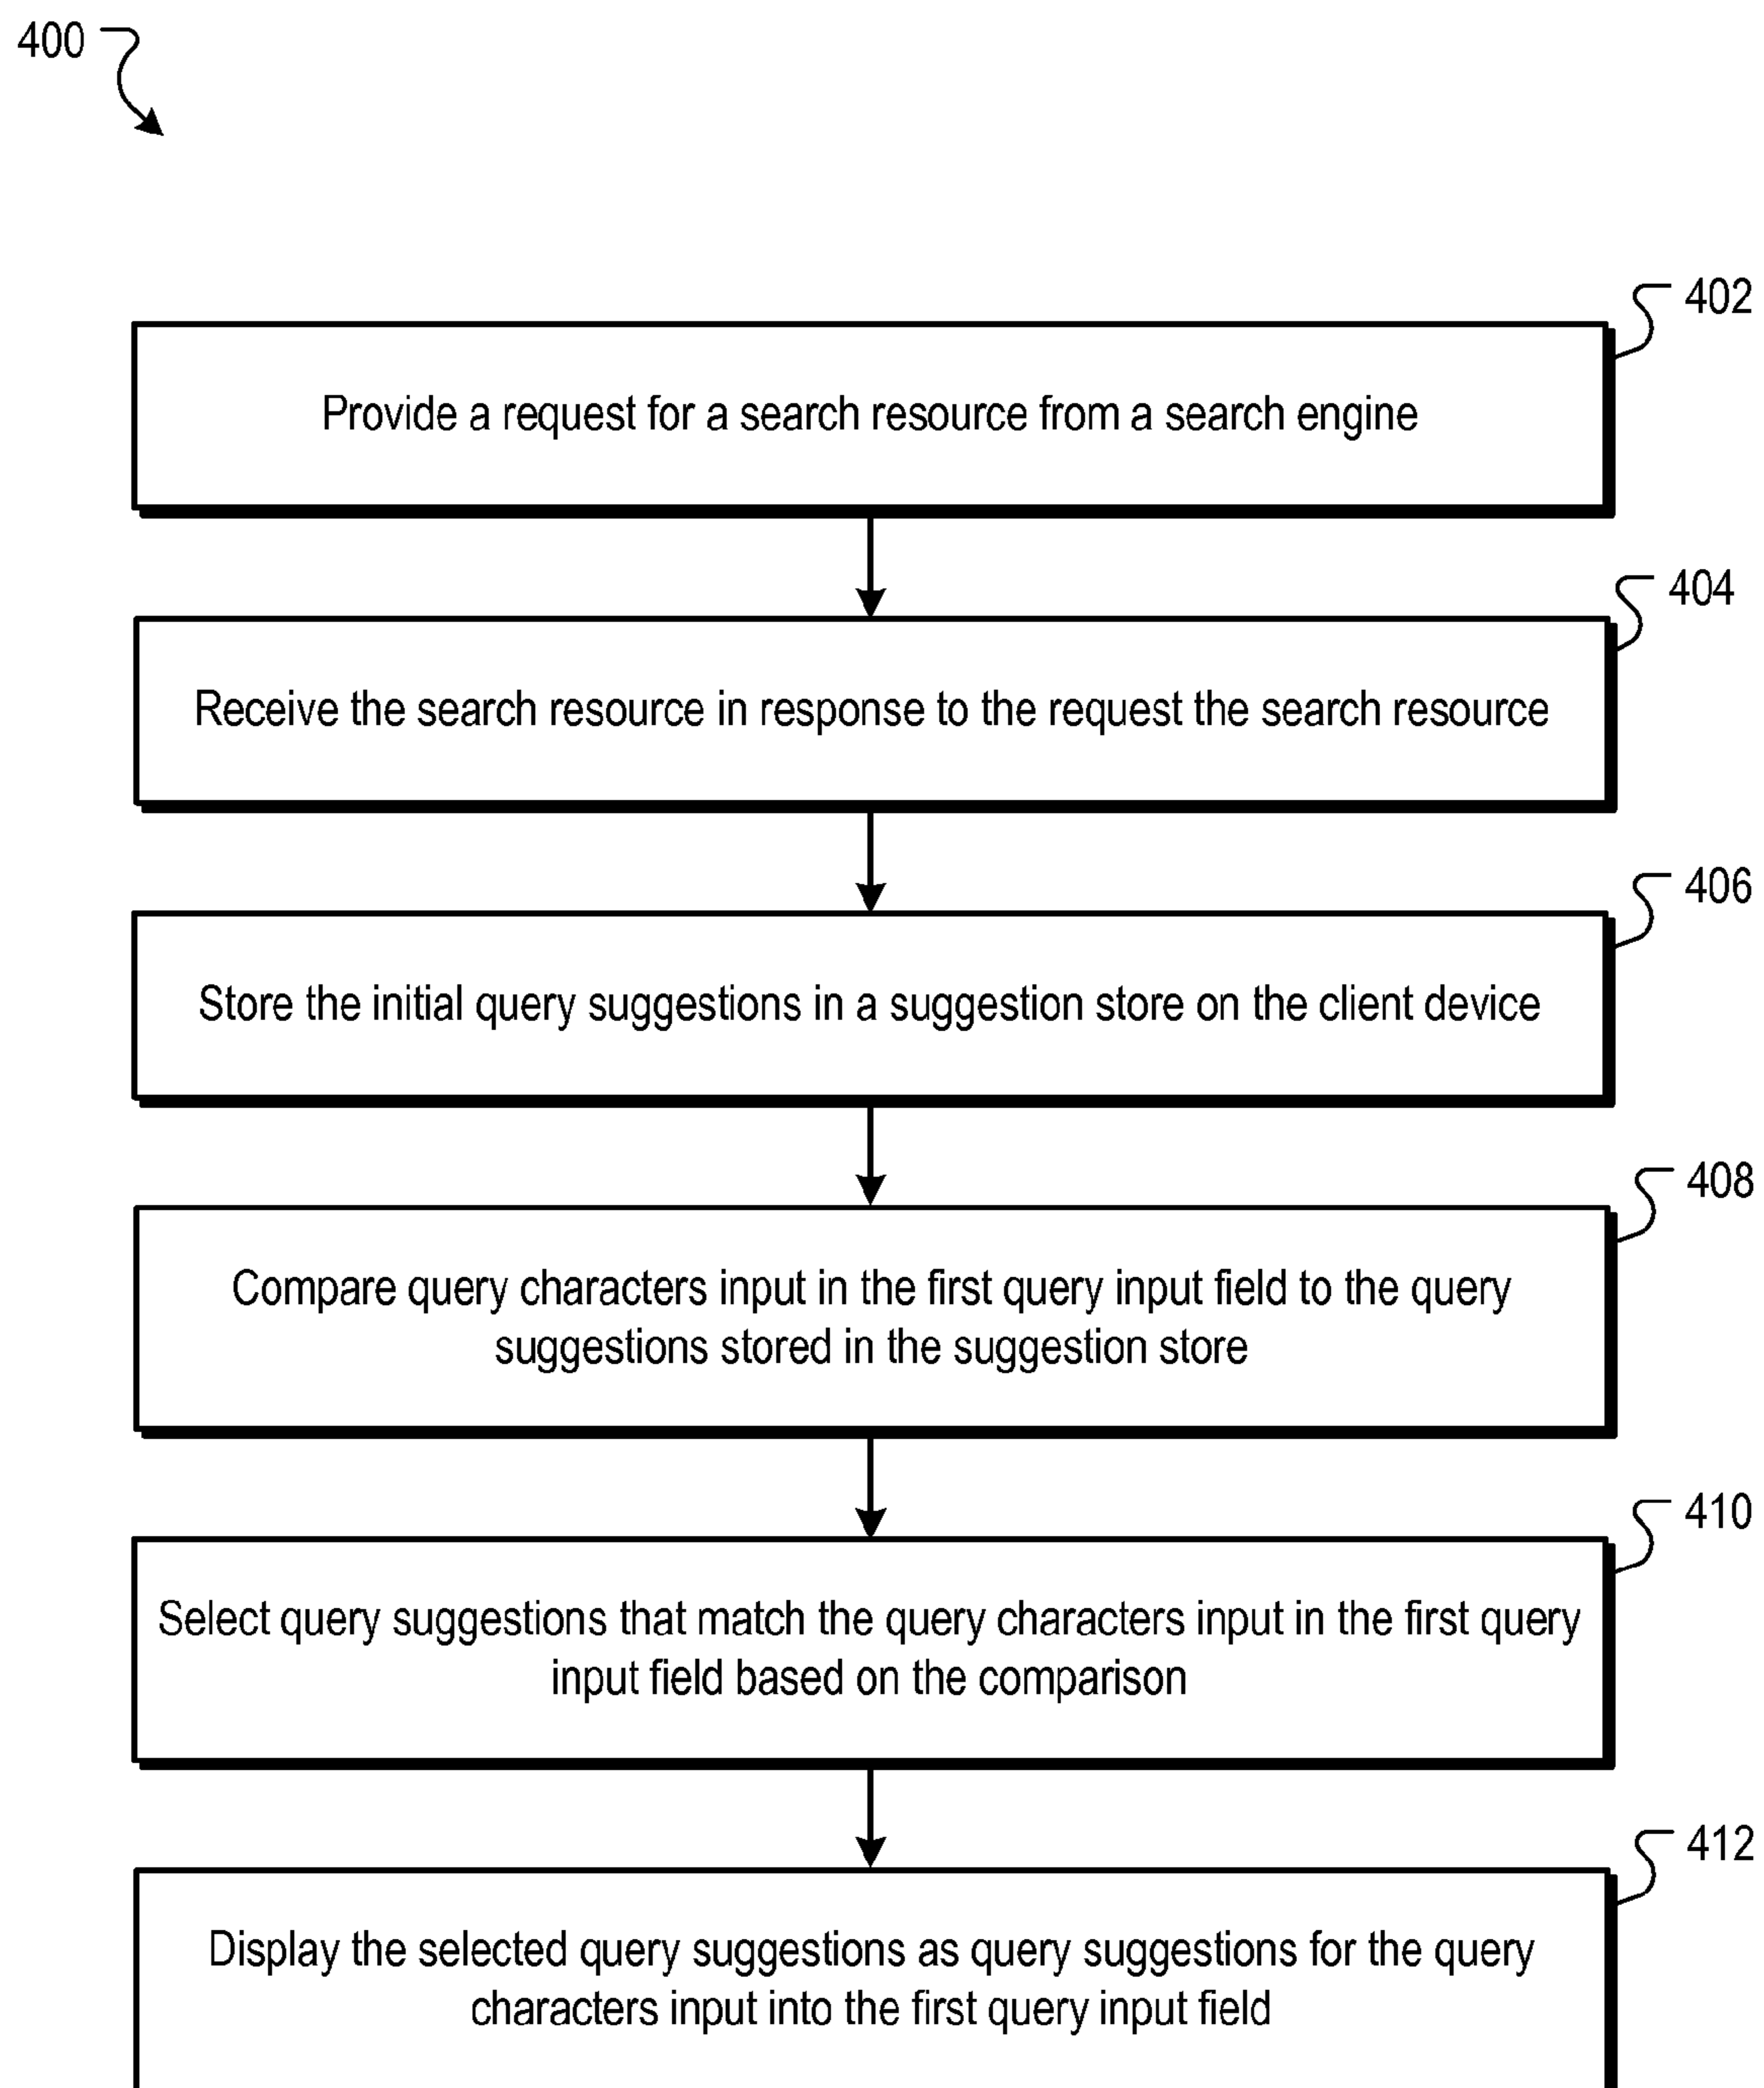 400
402
Provide a request for a search resource from a search engine
404
Receive the search resource in response to the request the search resource
406
Store the initial query suggestions in a suggestion store on the client device
408
Compare query characters input in the first query input field to the query
suggestions stored in the suggestion store
410
Select query suggestions that match the query characters input in the first query
input field based on the comparison
412
Display the selected query suggestions as query suggestions for the query
characters input into the first query input field